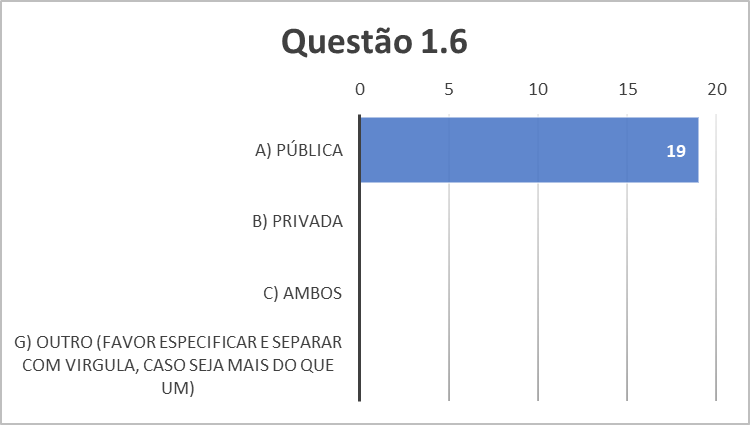 Questão 1.6
0 5 10 15 20
A) PÚBLICA
19
B) PRIVADA
C) AMBOS
G) OUTRO (FAVOR ESPECIFICAR E SEPARAR
COM VIRGULA, CASO SEJA MAIS DO QUE
UM)